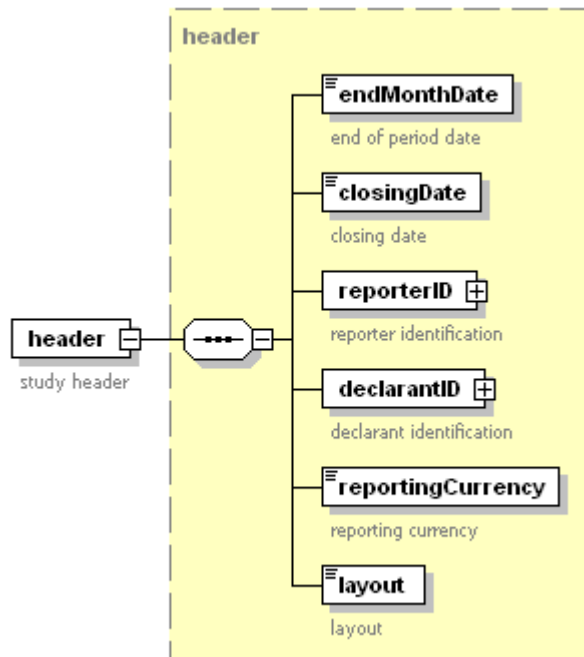 header
endMonthDate
end of period date
closingDate
closing date
reporterID
reporter identification
header
study header
declarantID
declarant identification
reportingCurrency
reporting currency
layout
layout